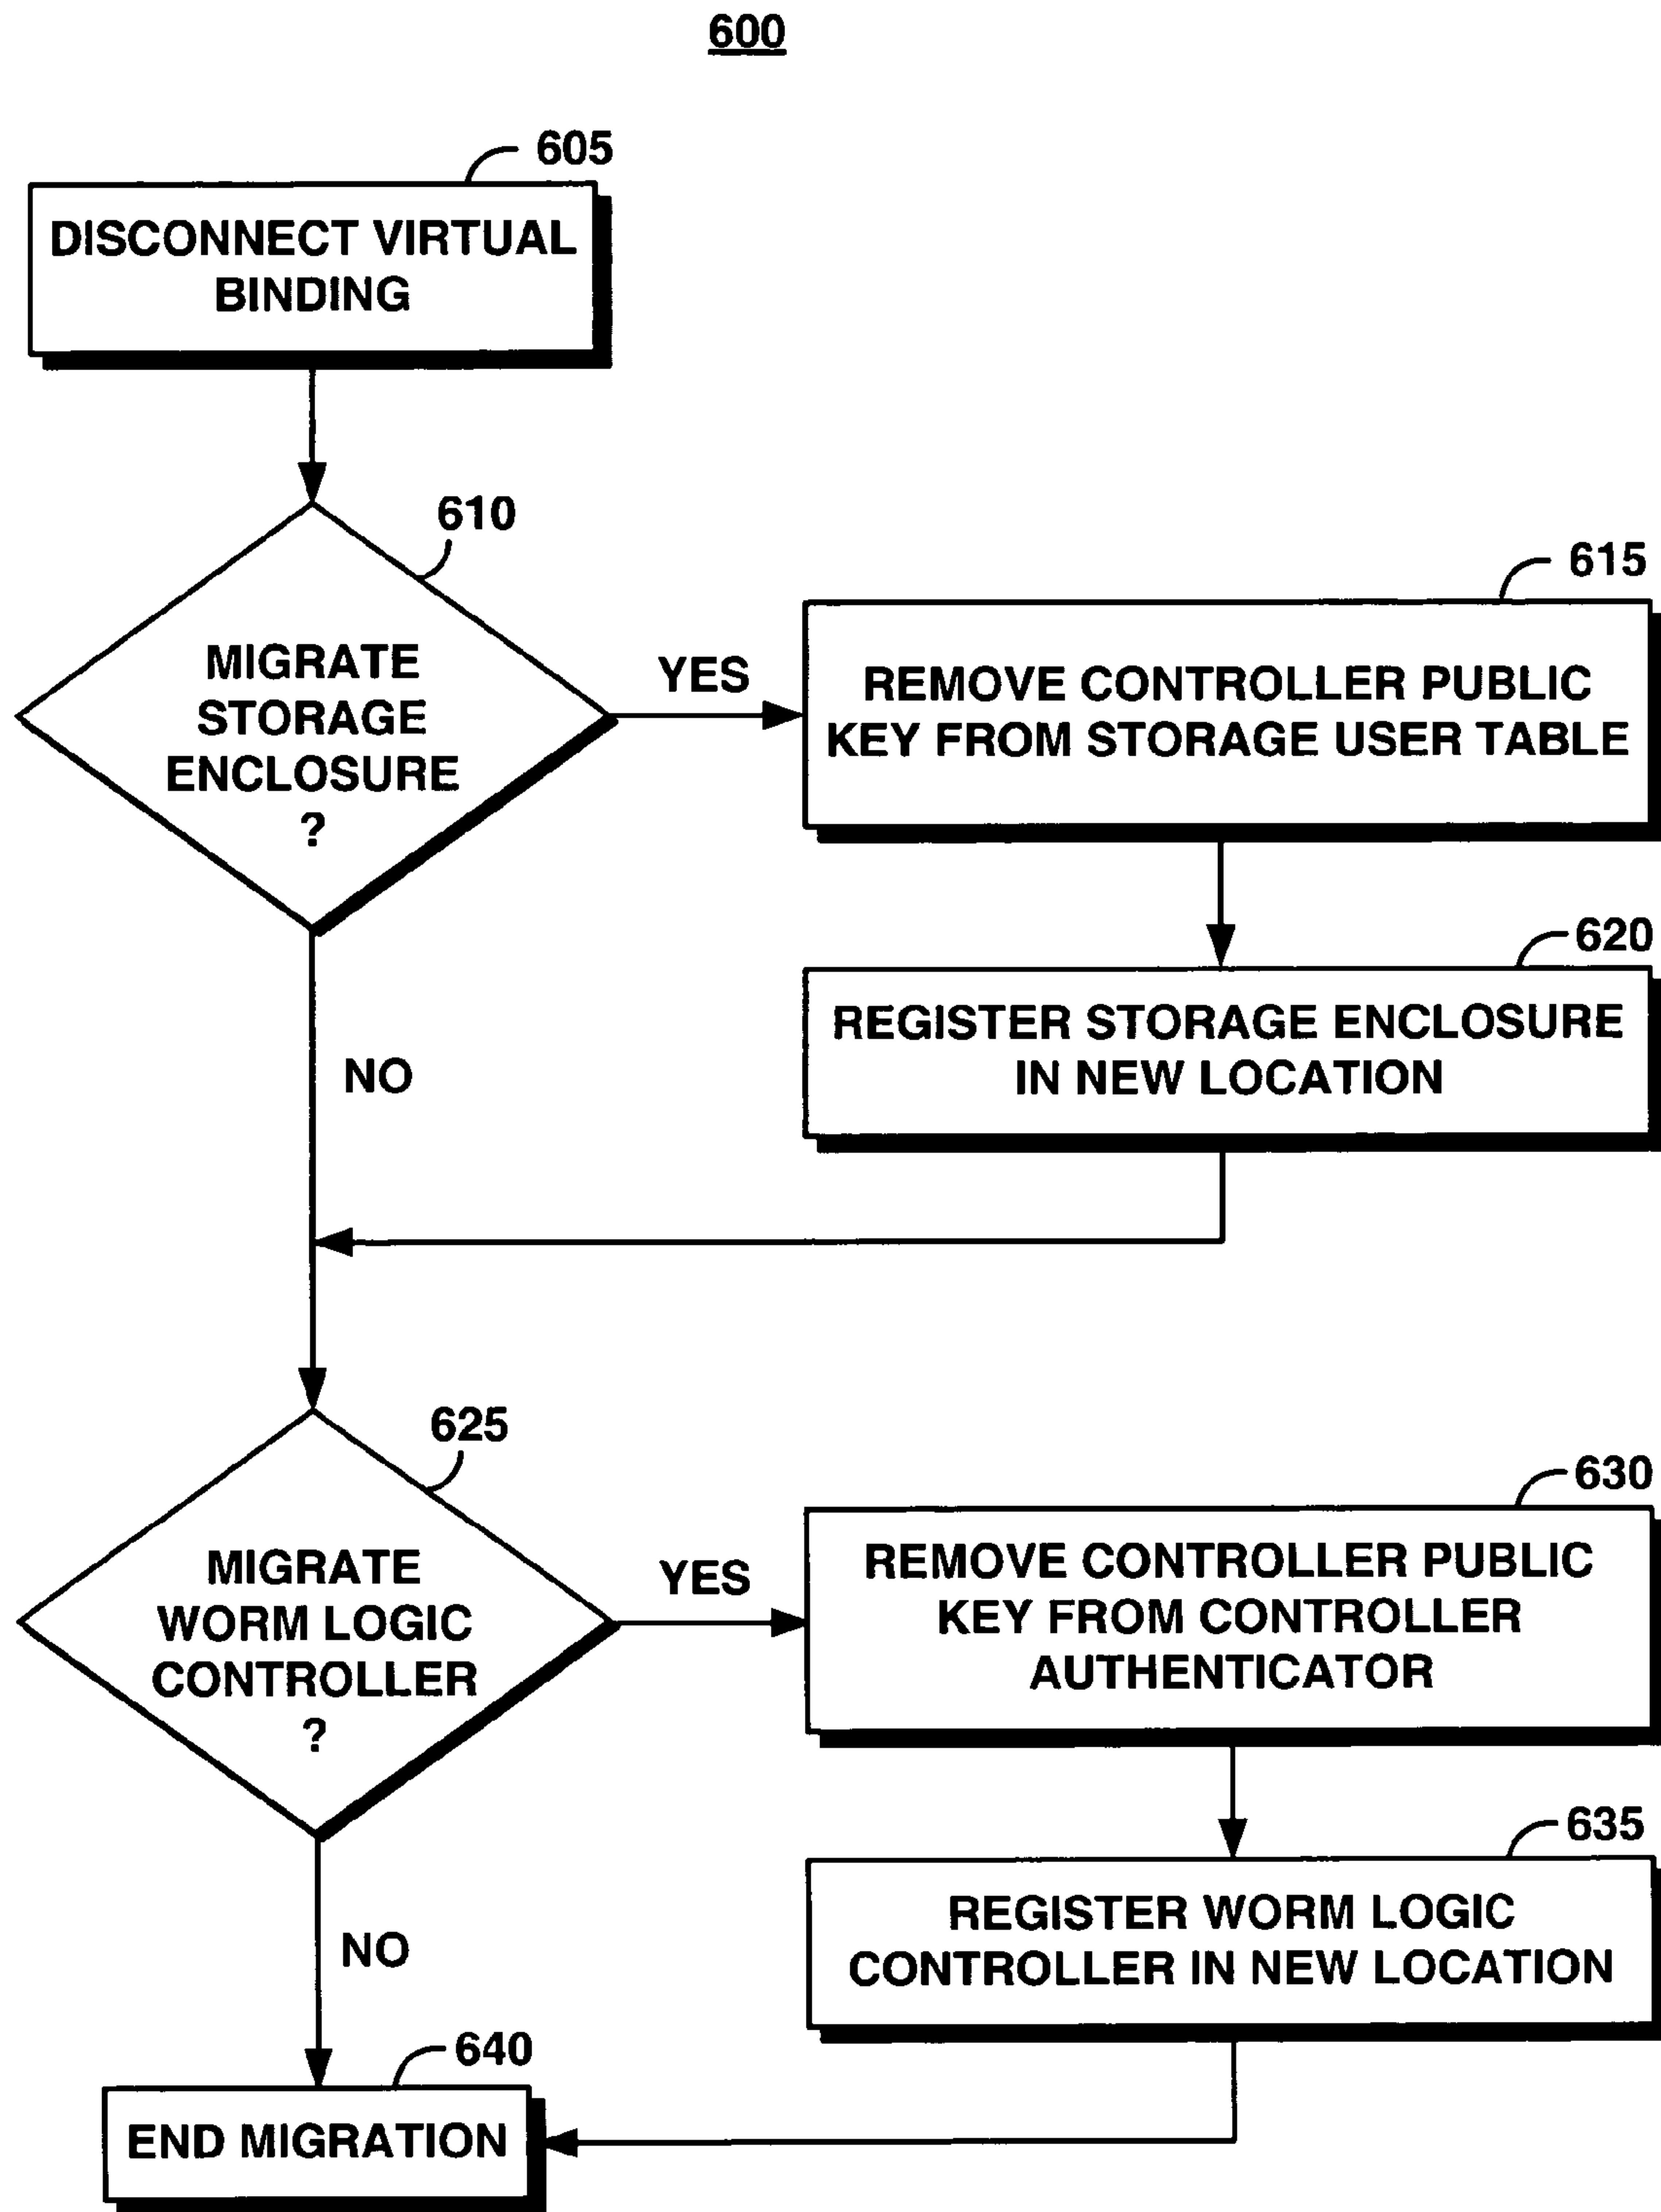 600
605
DISCONNECT VIRTUAL
BINDING
610
MIGRATE
STORAGE
ENCLOSURE
?
YES
615
REMOVE CONTROLLER PUBLIC
KEY FROM STORAGE USER TABLE
620
REGISTER STORAGE ENCLOSURE
IN NEW LOCATION
NO
625
MIGRATE
WORM LOGIC
CONTROLLER
?
YES
630
REMOVE CONTROLLER PUBLIC
KEY FROM CONTROLLER
AUTHENTICATOR
635
REGISTER WORM LOGIC
CONTROLLER IN NEW LOCATION
NO
640
END MIGRATION